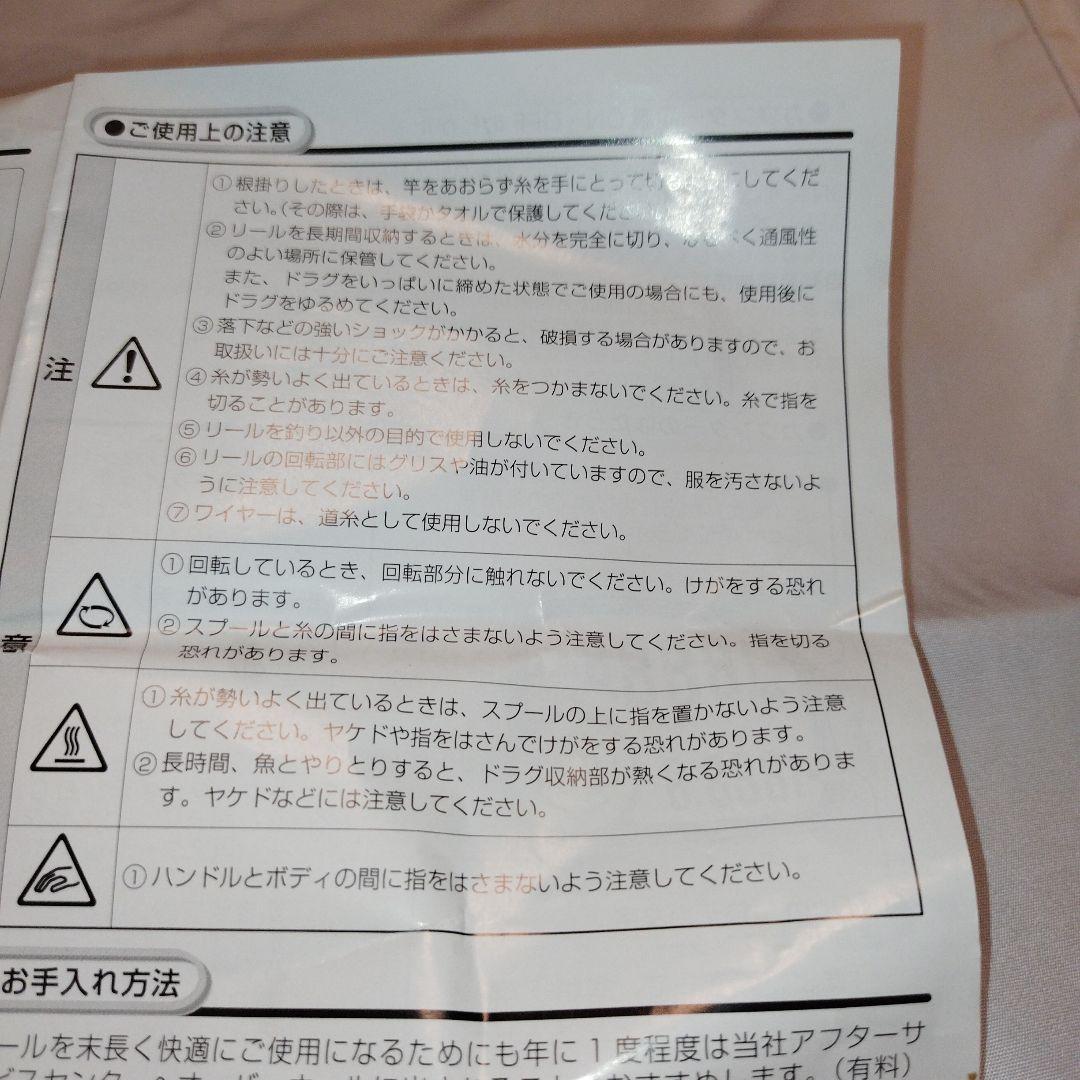 ●ご使用上の注意
注
意
①根掛りしたときは、竿をあおらず糸を手にとって切るようにしてくだ
さい。(その際は、手袋かタオルで保護してください。
②リールを長期間収納するときは、水分を完全に切り、なるべく通風性
のよい場所に保管してください。
また、ドラグをいっぱいに締めた状態でご使用の場合にも、使用後に
ドラグをゆるめてください。
③落下などの強いショックがかかると、破損する場合がありますので、お
取扱いには十分にご注意ください。
④糸が勢いよく出ているときは、糸をつかまないでください。糸で指を
切ることがあります。
⑤リールを釣り以外の目的で使用しないでください。
⑥リールの回転部にはグリスや油が付いていますので、服を汚さないよ
うに注意してください。
⑦ワイヤーは、道糸として使用しないでください。
①回転しているとき、回転部分に触れないでください。けがをする恐れ
があります。
②スプールと糸の間に指をはさまないよう注意してください。指を切る
恐れがあります。
①糸が勢いよく出ているときは、スプールの上に指を置かないよう注意
してください。ヤケドや指をはさんでけがをする恐れがあります。
②長時間、魚とやりとりすると、ドラグ収納部が熱くなる恐れがありま
す。ヤケドなどには注意してください。
①ハンドルとボディの間に指をはさまないよう注意してください。
お手入れ方法
ールを末長く快適にご使用になるためにも年に1度程度は当社アフターサ
(有料)